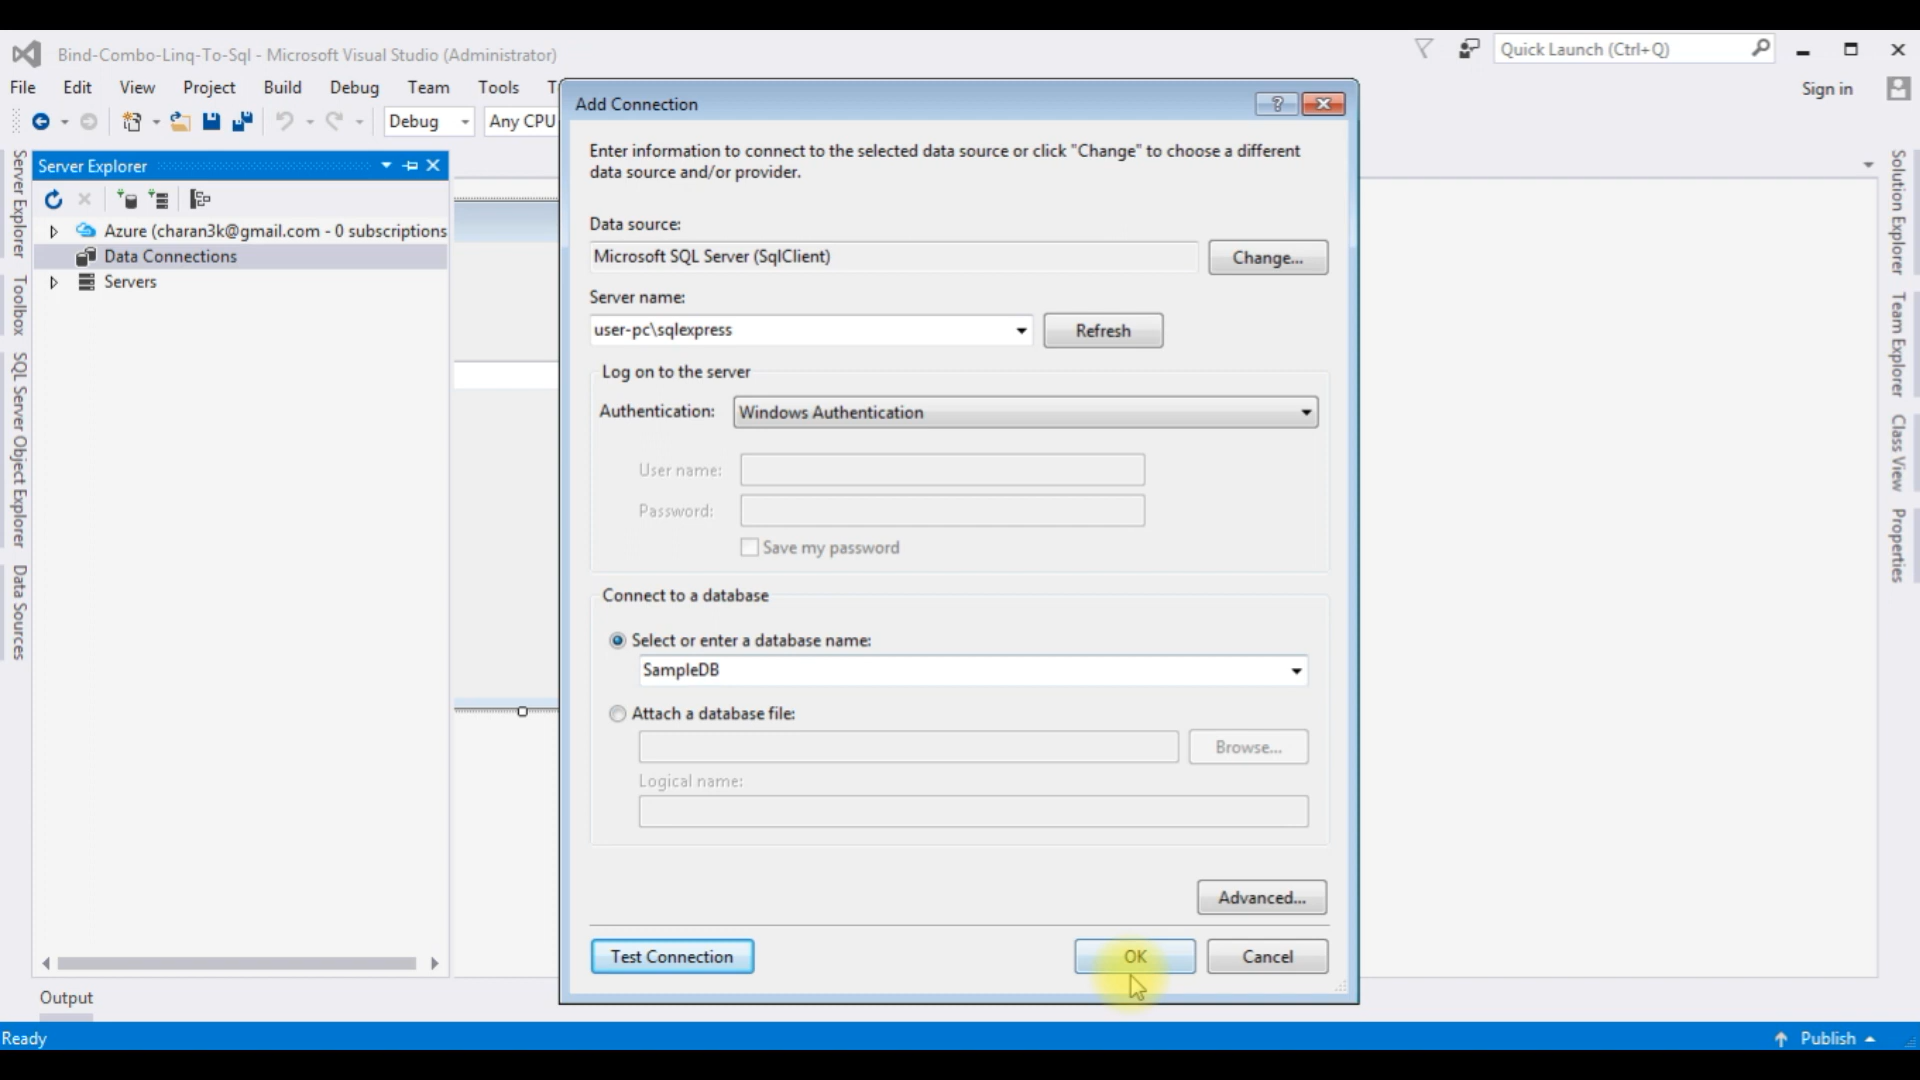 Bind-Combo-Linq-To-Sql - Microsoft Visual Studio (Administrator)
Quick Launch (Ctrl+Q)
File Edit View Project Build Debug Team Tools T
Sign in
Debug
Any CPU
Server Explorer
Azure (charan3k@gmail.com - 0 subscriptions
Data Connections
Servers
Server Explorer
Toolbox
SQL Server Object Explorer
Data Sources
Add Connection
?
Enter information to connect to the selected data source or click "Change" to choose a different
data source and/or provider.
Data source:
Microsoft SQL Server (SqlClient)
Change...
Server name:
user-pc\sqlexpress
Refresh
Log on to the server
Authentication: Windows Authentication
User name:
Password:
Save my password
Connect to a database
Select or enter a database name:
SampleDB
Attach a database file:
Browse...
Logical name:
Advanced...
Test Connection
OK
Cancel
Solution Explorer
Team Explorer
Class View
Properties
Output
Ready
Publish